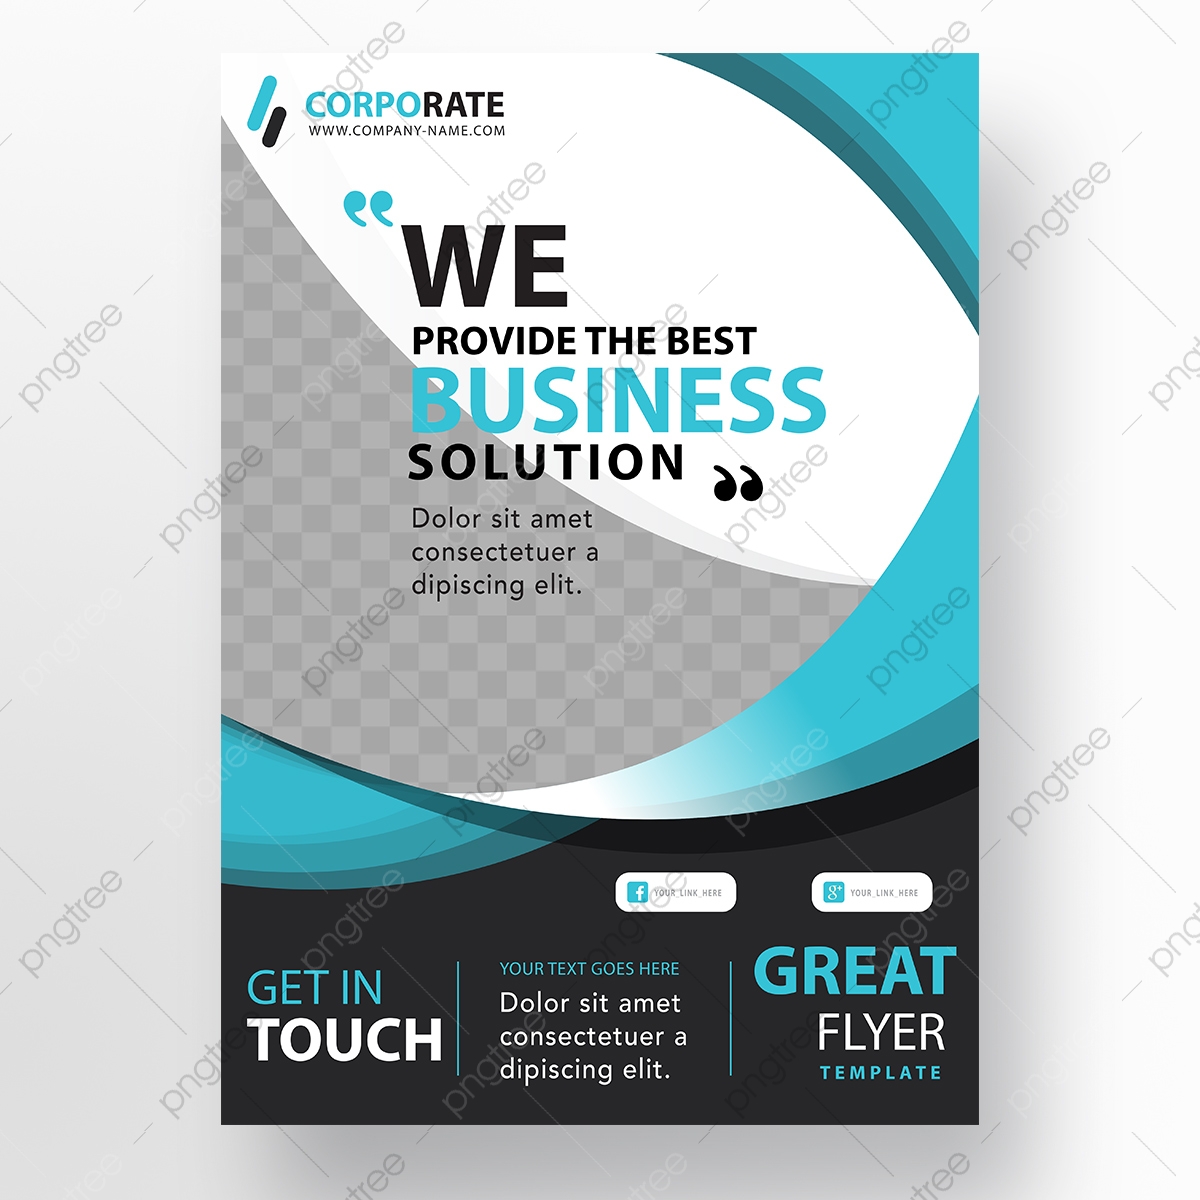 CORPORATE
WWW.COMPANY-NAME.COM
“
WE
PROVIDE THE BEST
BUSINESS
SOLUTION ”
Dolor sit amet
consectetuer a
dipiscing elit.
YOUR_LINK_HERE
g+ YOUR_LINK_HERE
GET IN
TOUCH
YOUR TEXT GOES HERE
Dolor sit amet
consectetuer a
dipiscing elit.
GREAT
FLYER
TEMPLATE
pngtree